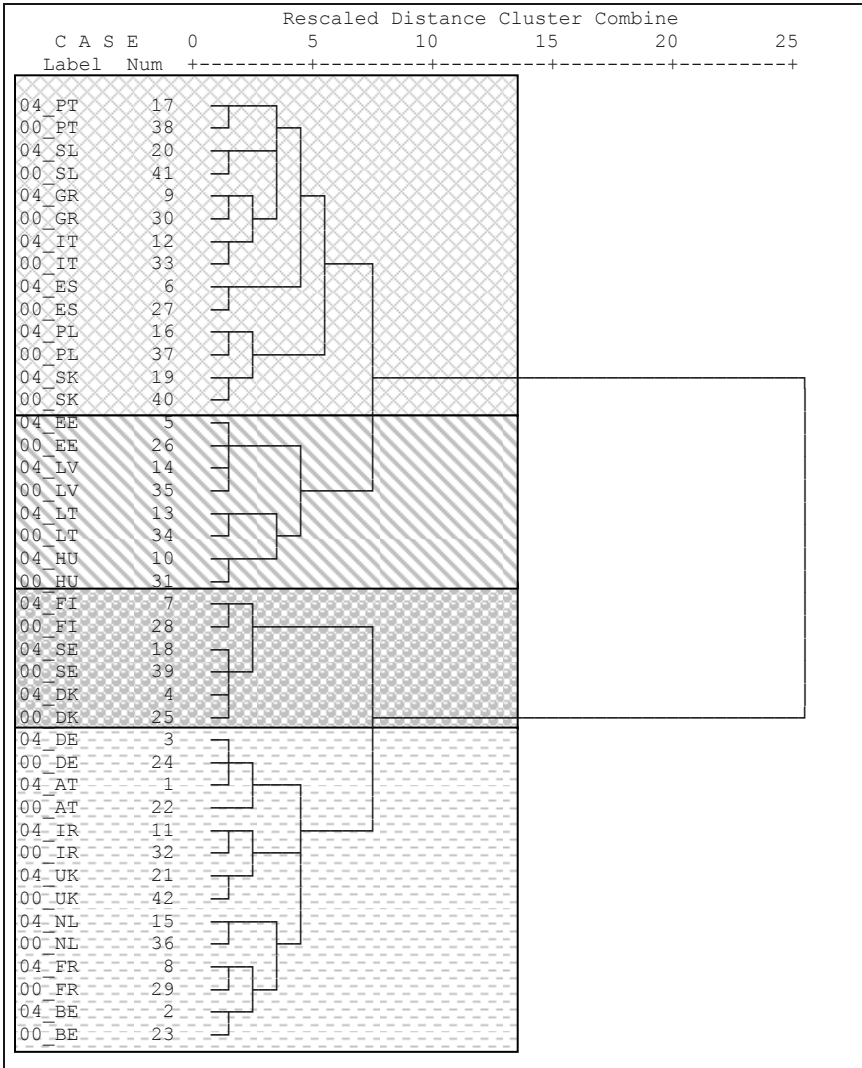 Rescaled Distance Cluster Combine
C A S E 0 5 10 15 20 25
Label Num +---------+---------+---------+---------+---------+
04_PT 17
00_PT 38
04_SL 20
00_SL 41
04_GR 9
00_GR 30
04_IT 12
00_IT 33
04_ES 6
00_ES 27
04_PL 16
00_PL 37
04_SK 19
00_SK 40
04_EE 5
00_EE 26
04_LV 14
00_LV 35
04_LT 13
00_LT 34
04_HU 10
00_HU 31
04_FI 7
00_FI 28
04_SE 18
00_SE 39
04_DK 4
00_DK 25
04_DE 3
00_DE 24
04_AT 1
00_AT 22
04_IR 11
00_IR 32
04_UK 21
00_UK 42
04_NL 15
00_NL 36
04_FR 8
00_FR 29
04_BE 2
00_BE 23